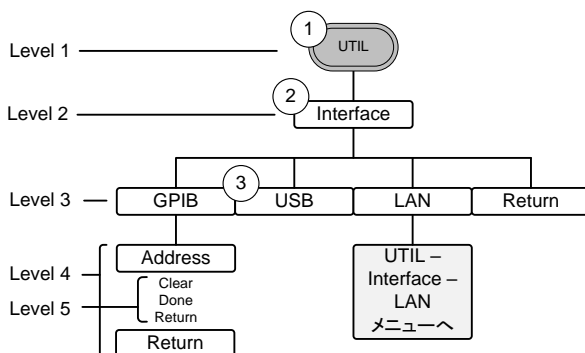 Level 1
1
UTIL
Level 2
2
Interface
Level 3
GPIB
3
USB
LAN
Return
Level 4
Level 5
Address
Clear
Done
Return
Return
UTIL –
Interface –
LAN
メニューへ